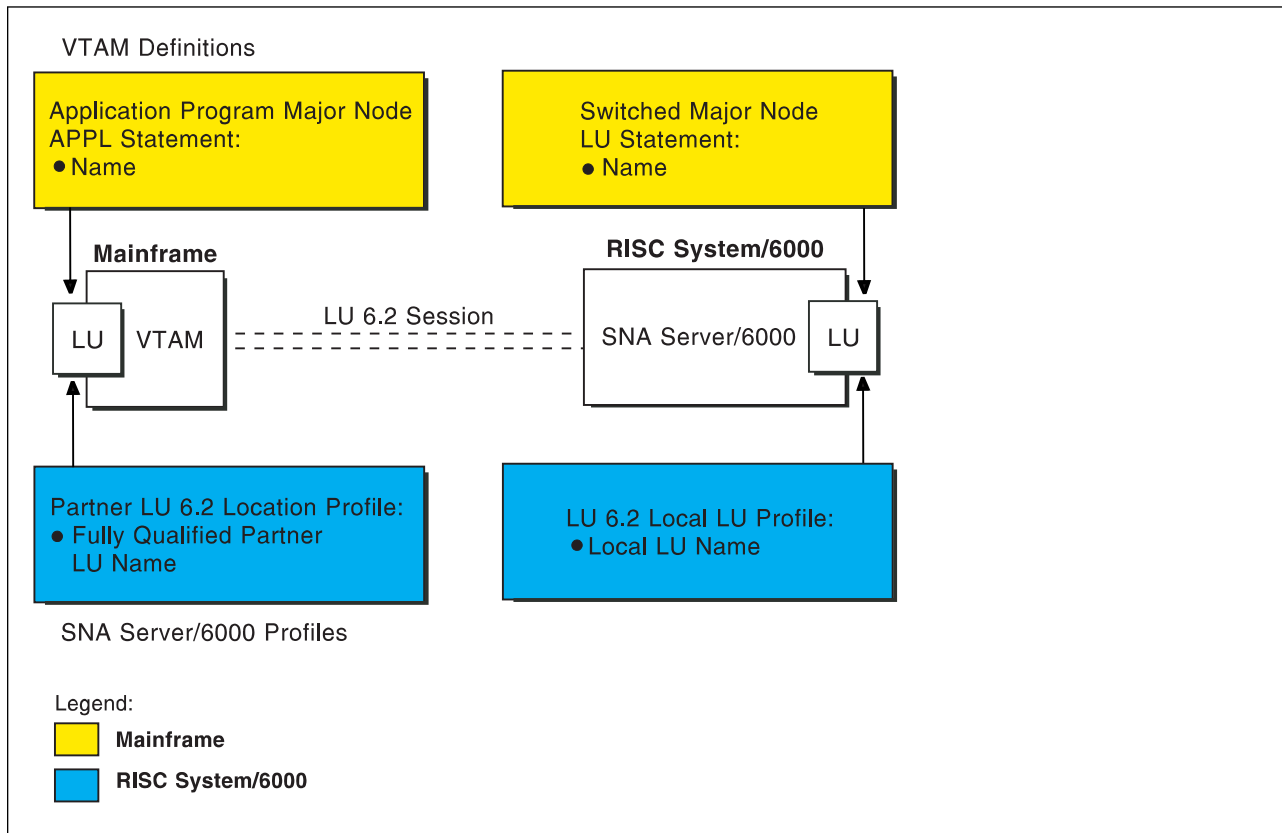 VTAM Definitions
Application Program Major Node
APPL Statement:
● Name
Switched Major Node
LU Statement:
● Name
Mainframe
RISC System/6000
LU
VTAM
LU 6.2 Session
SNA Server/6000
LU
Partner LU 6.2 Location Profile:
● Fully Qualified Partner
LU Name
LU 6.2 Local LU Profile:
● Local LU Name
SNA Server/6000 Profiles
Legend:
Mainframe
RISC System/6000